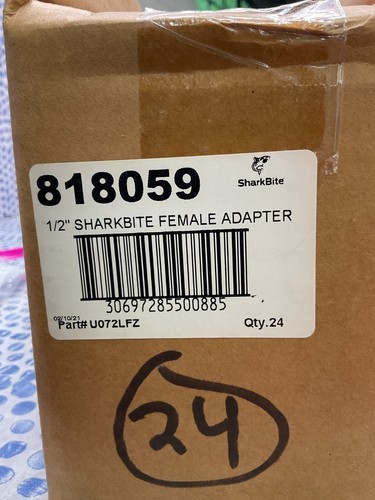 818059
SharkBite
1/2" SHARKBITE FEMALE ADAPTER
30697285500885
02/10/21
Part# U072LFZ
Qty.24
24